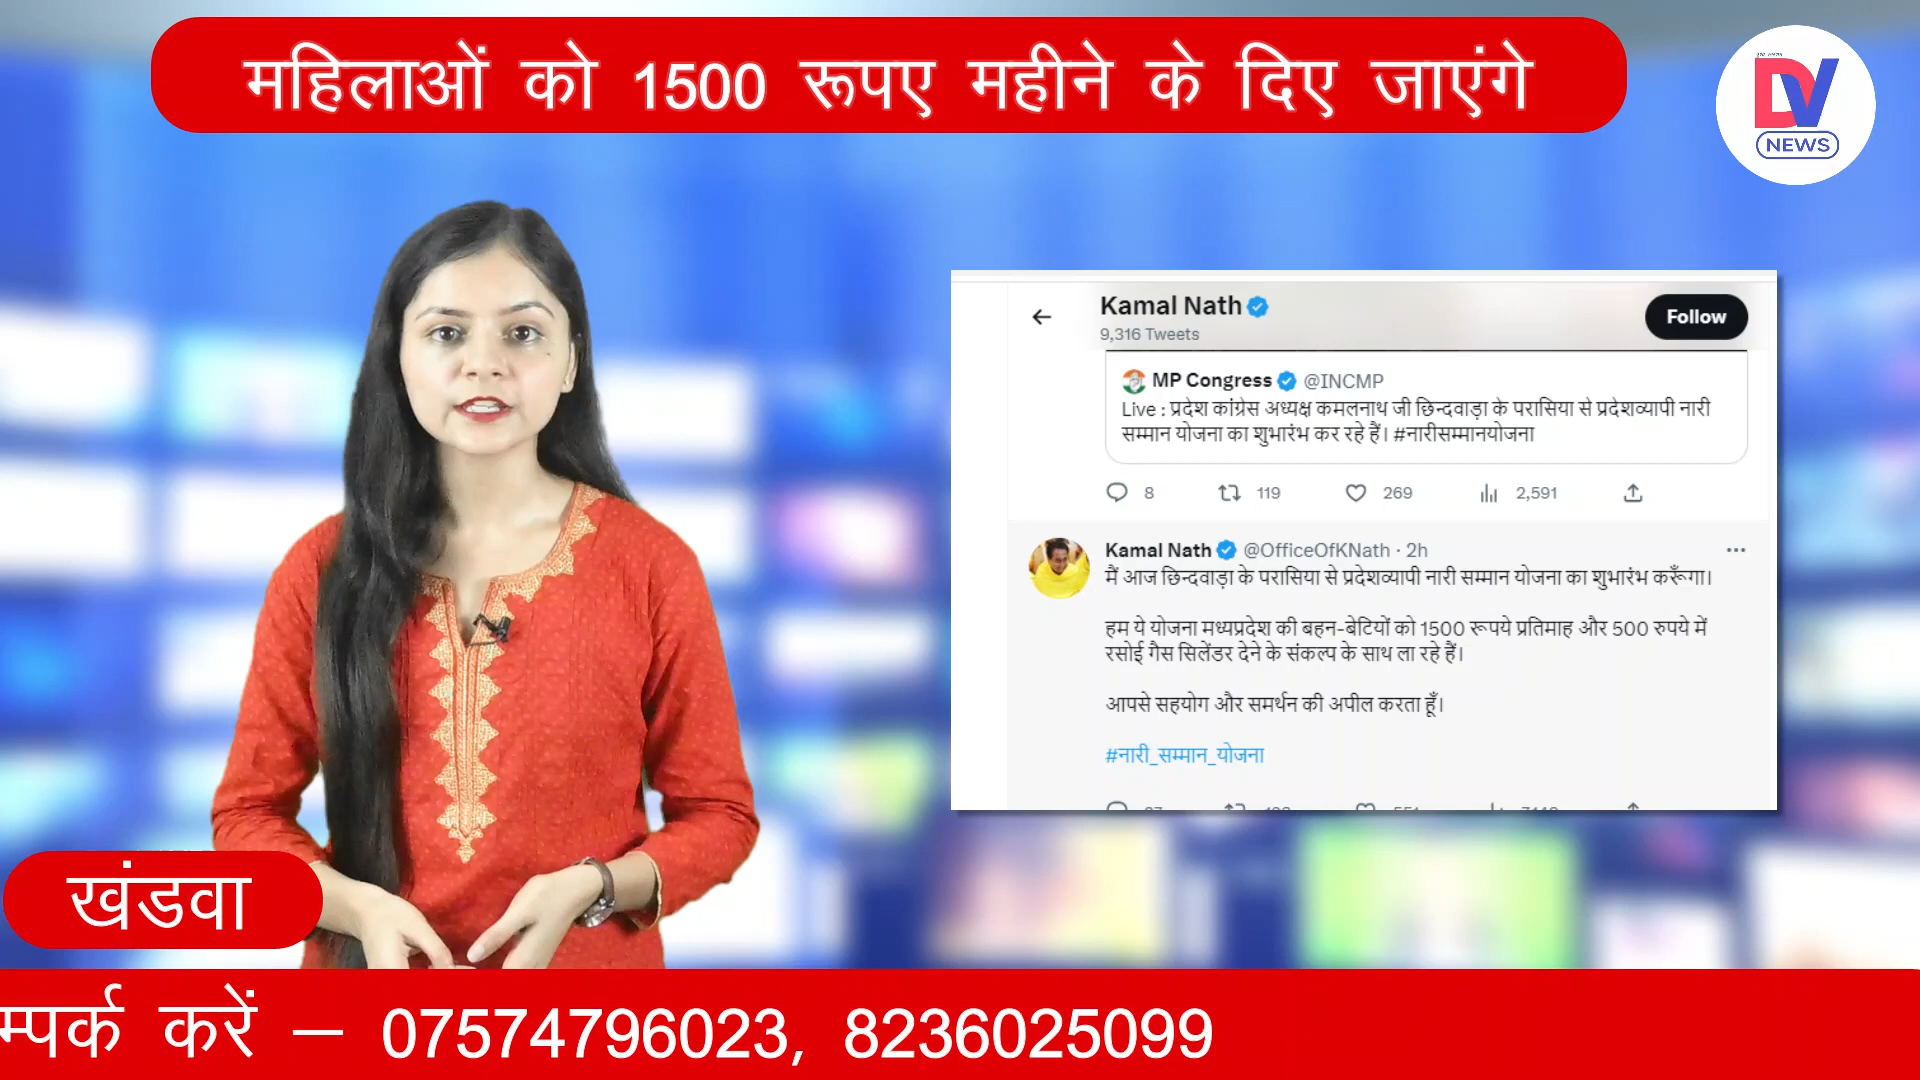 महिलाओं को 1500 रूपए महीने के दिए जाएंगे
DV
NEWS
Kamal Nath
9,316 Tweets
Follow
MP Congress @INCMP
Live : प्रदेश कांग्रेस अध्यक्ष कमलनाथ जी छिन्दवाड़ा के परासिया से प्रदेशव्यापी नारी
सम्मान योजना का शुभारंभ कर रहे हैं। #नारीसम्मानयोजना
8 119 269 2,591
Kamal Nath @OfficeOfKNath · 2h
मैं आज छिन्दवाड़ा के परासिया से प्रदेशव्यापी नारी सम्मान योजना का शुभारंभ करूँगा।
हम ये योजना मध्यप्रदेश की बहन-बेटियों को 1500 रूपये प्रतिमाह और 500 रुपये में
रसोई गैस सिलेंडर देने के संकल्प के साथ ला रहे हैं।
आपसे सहयोग और समर्थन की अपील करता हूँ।
#नारी_सम्मान_योजना
खंडवा
म्पर्क करें – 07574796023, 8236025099